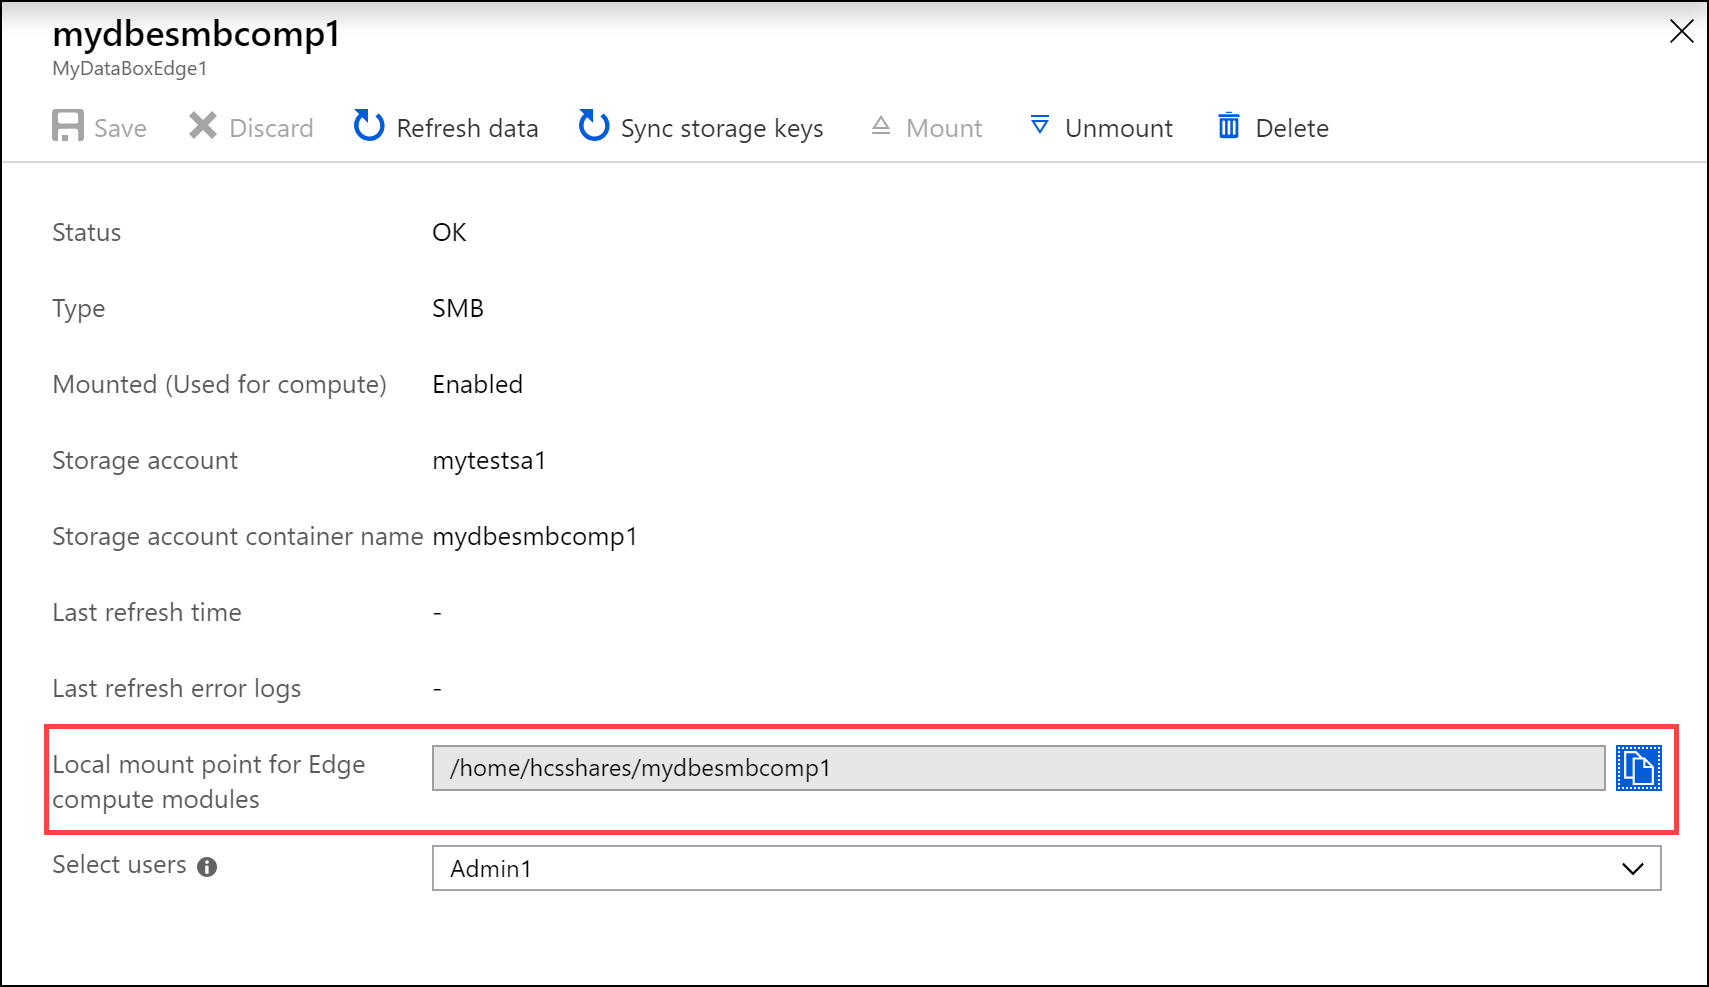 mydbesmbcomp1
MyDataBoxEdge1
Save Discard Refresh data Sync storage keys Mount Unmount Delete
Status OK
Type SMB
Mounted (Used for compute) Enabled
Storage account mytestsa1
Storage account container name mydbesmbcomp1
Last refresh time -
Last refresh error logs -
Local mount point for Edge
compute modules
/home/hcsshares/mydbesmbcomp1
Select users Admin1